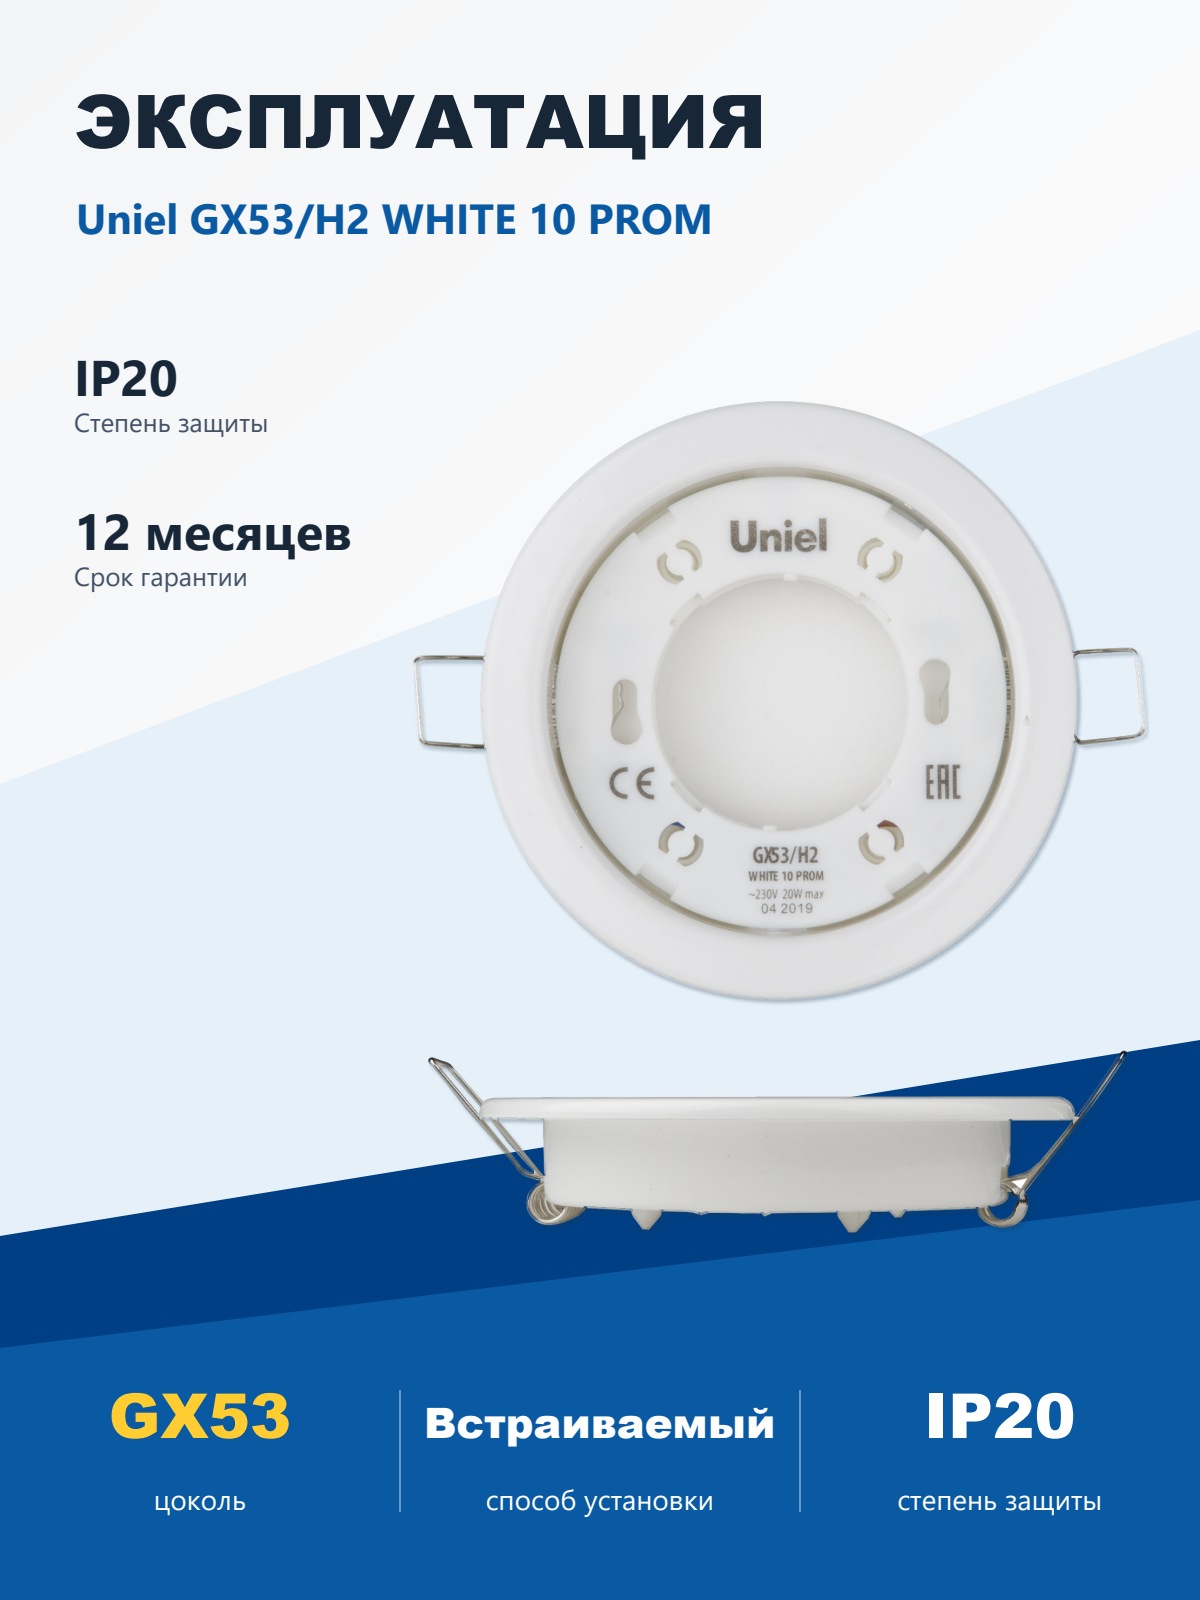 ЭКСПЛУАТАЦИЯ
Uniel GX53/H2 WHITE 10 PROM
IP20
Степень защиты
12 месяцев
Срок гарантии
Uniel
CE
EAC
GX53/H2
WHITE 10 PROM
~230V 20W max
04 2019
GX53
цоколь
Встраиваемый
способ установки
IP20
степень защиты